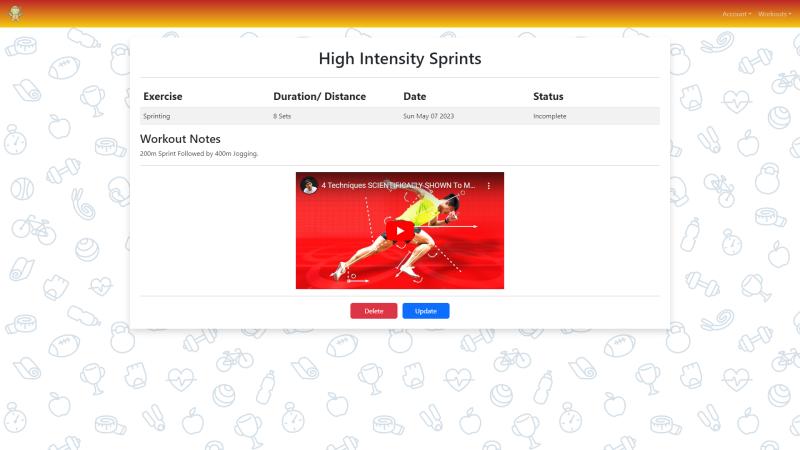 Account Workouts
High Intensity Sprints
Exercise Duration/ Distance Date Status
Sprinting 8 Sets Sun May 07 2023 Incomplete
Workout Notes
200m Sprint Followed by 400m Jogging.
4 Techniques SCIENTIFICALLY SHOWN To M...
Delete Update